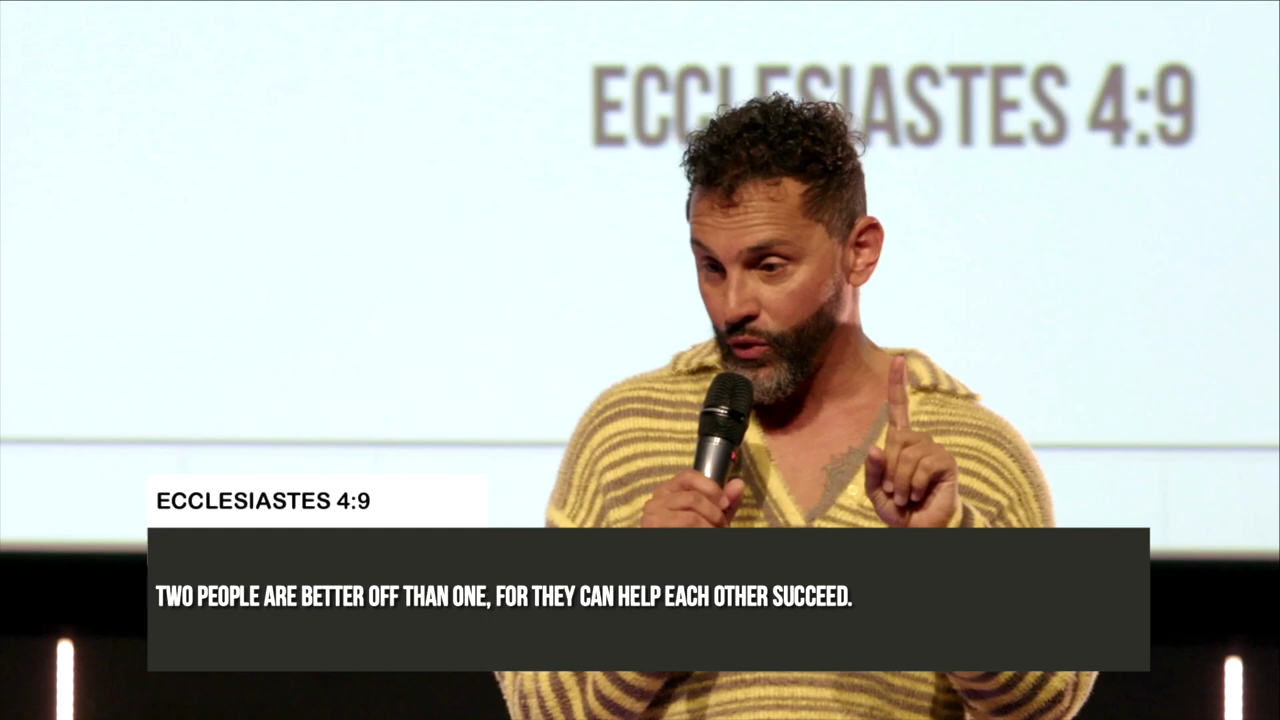 ECCLESIASTES 4:9
ECCLESIASTES 4:9
TWO PEOPLE ARE BETTER OFF THAN ONE, FOR THEY CAN HELP EACH OTHER SUCCEED.